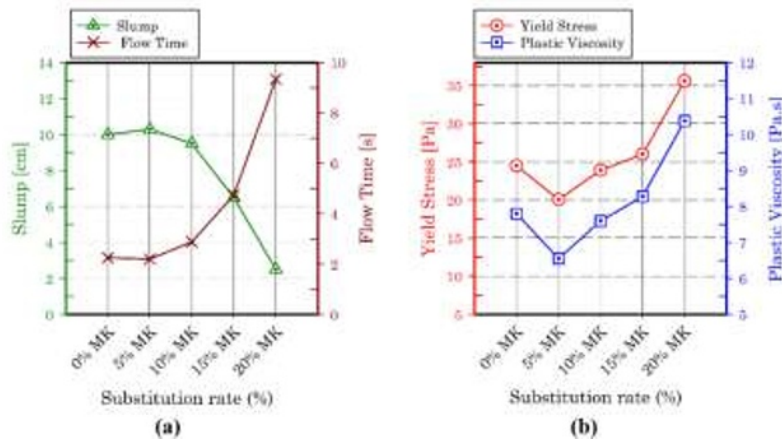 Slump
Flow Time
14
12
10
8
6
4
2
0
Slump [cm]
10
8
6
4
2
0
Flow Time [s]
0% MK
5% MK
10% MK
15% MK
20% MK
Substitution rate (%)
(a)
Yield Stress
Plastic Viscosity
35
30
25
20
15
10
5
Yield Stress [Pa]
12
11
10
9
8
7
6
5
Plastic Viscosity [Pa.s]
0% MK
5% MK
10% MK
15% MK
20% MK
Substitution rate (%)
(b)